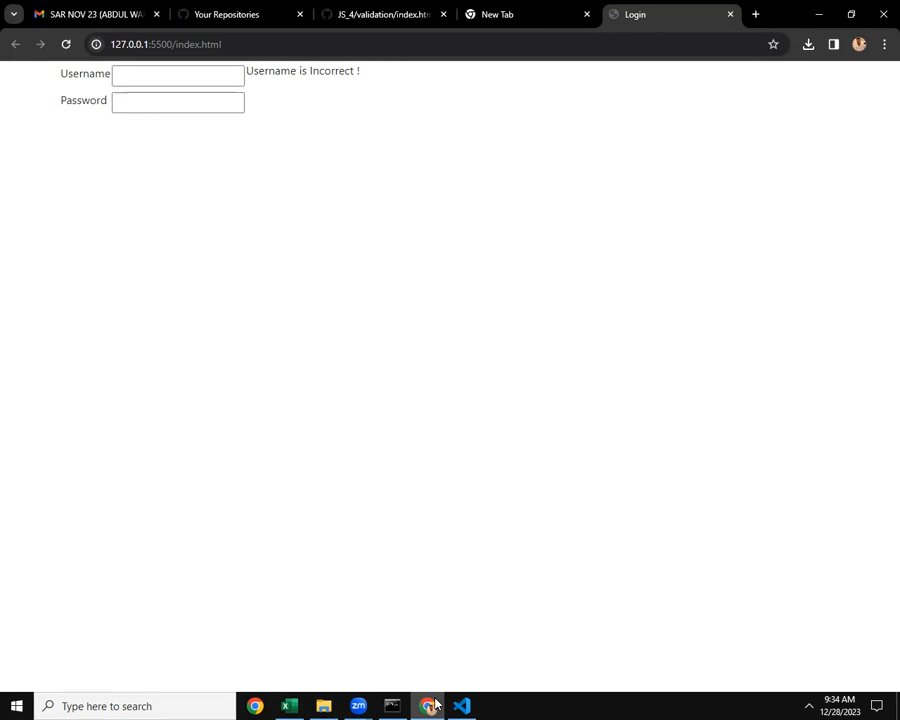 SAR NOV 23 (ABDUL WA
Your Repositories
JS_4/validation/index.htm
New Tab
Login
127.0.0.1:5500/index.html
Username
Username is Incorrect !
Password
Type here to search
9:34 AM
12/28/2023